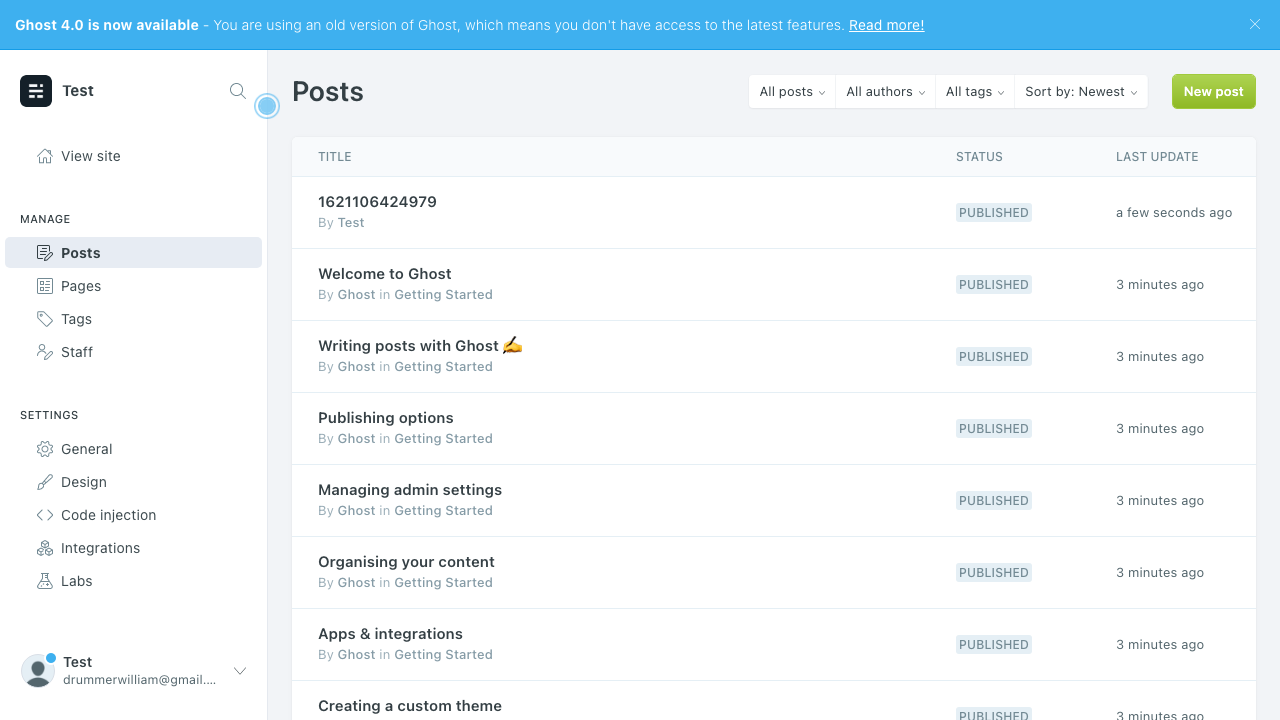 Ghost 4.0 is now available - You are using an old version of Ghost, which means you don't have access to the latest features. Read more!
Test
View site
MANAGE
Posts
Pages
Tags
Staff
SETTINGS
General
Design
Code injection
Integrations
Labs
Test
drummerwilliam@gmail....
Posts
All posts
All authors
All tags
Sort by: Newest
New post
TITLE STATUS LAST UPDATE
1621106424979
By Test
PUBLISHED
a few seconds ago
Welcome to Ghost
By Ghost in Getting Started
PUBLISHED
3 minutes ago
Writing posts with Ghost ✍️
By Ghost in Getting Started
PUBLISHED
3 minutes ago
Publishing options
By Ghost in Getting Started
PUBLISHED
3 minutes ago
Managing admin settings
By Ghost in Getting Started
PUBLISHED
3 minutes ago
Organising your content
By Ghost in Getting Started
PUBLISHED
3 minutes ago
Apps & integrations
By Ghost in Getting Started
PUBLISHED
3 minutes ago
Creating a custom theme
PUBLISHED
3 minutes ago